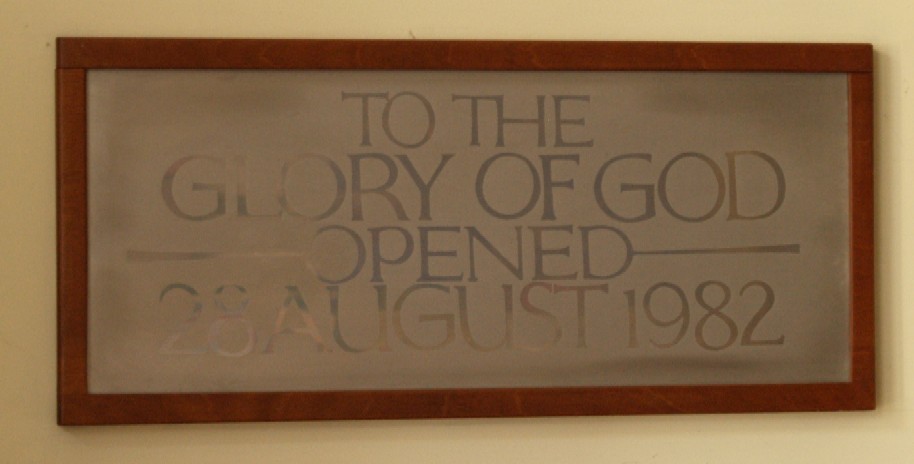 TO THE
GLORY OF GOD
OPENED
28 AUGUST 1982